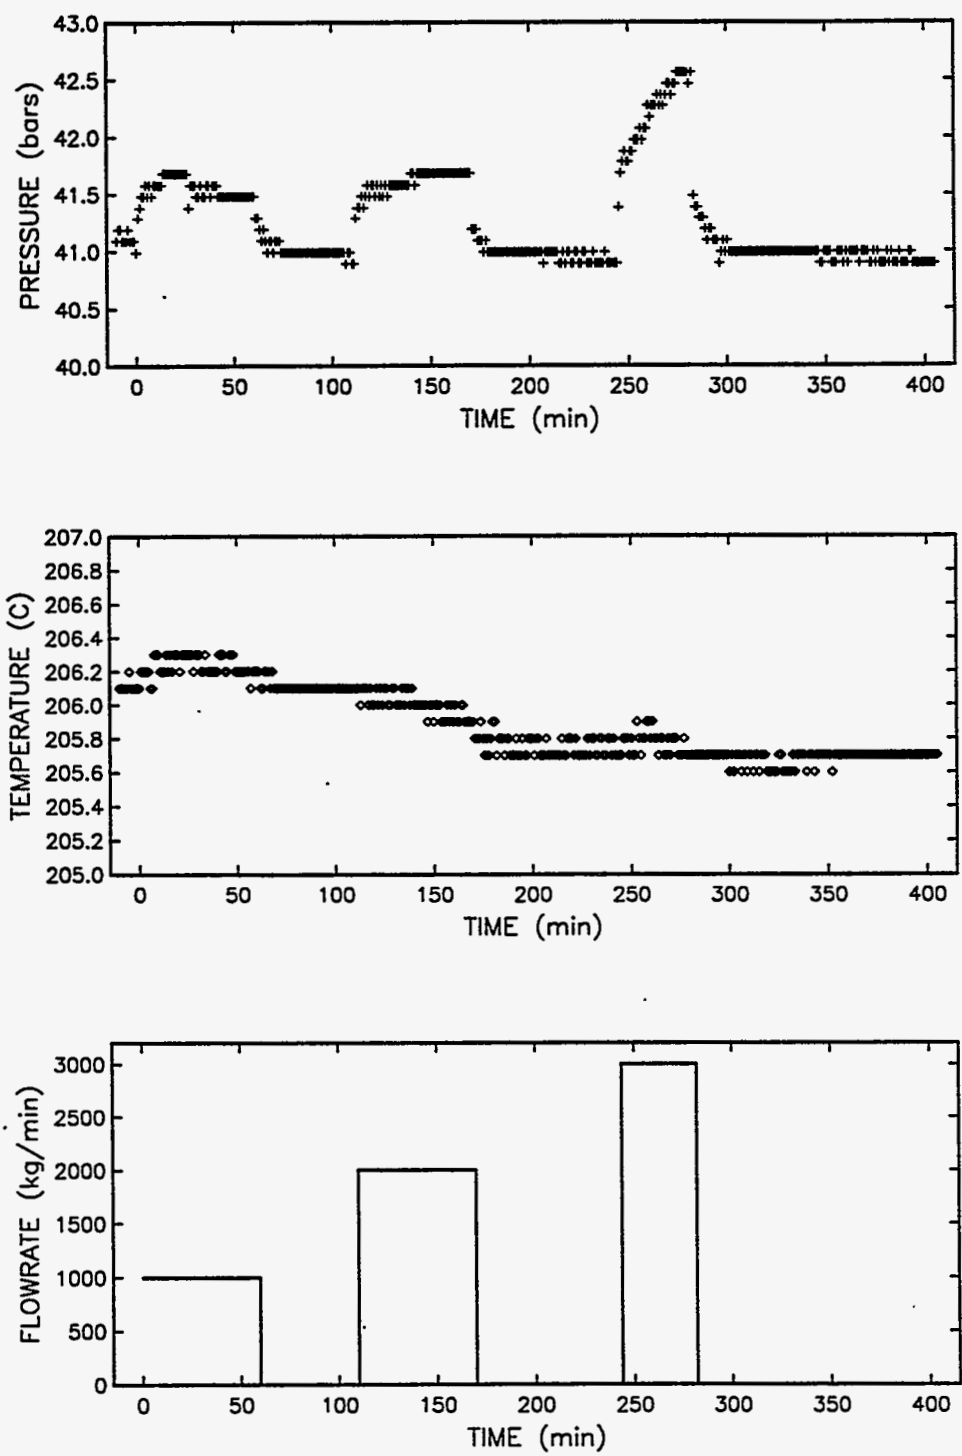 43.0
42.5
42.0
41.5
41.0
40.5
40.0
PRESSURE (bars)
0 50 100 150 200 250 300 350 400
TIME (min)
207.0
206.8
206.6
206.4
206.2
206.0
205.8
205.6
205.4
205.2
205.0
TEMPERATURE (C)
0 50 100 150 200 250 300 350 400
TIME (min)
3000
2500
2000
1500
1000
500
0
FLOWRATE (kg/min)
0 50 100 150 200 250 300 350 400
TIME (min)